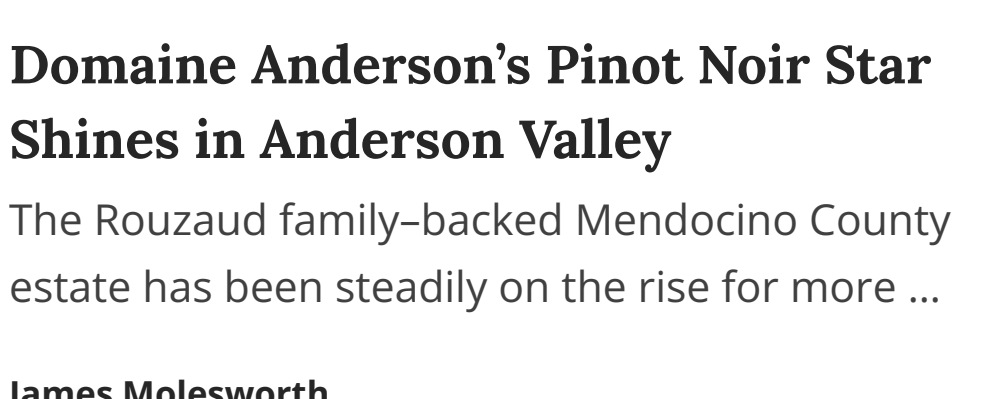 Domaine Anderson’s Pinot Noir Star
Shines in Anderson Valley
The Rouzaud family–backed Mendocino County
estate has been steadily on the rise for more ...
James Molesworth